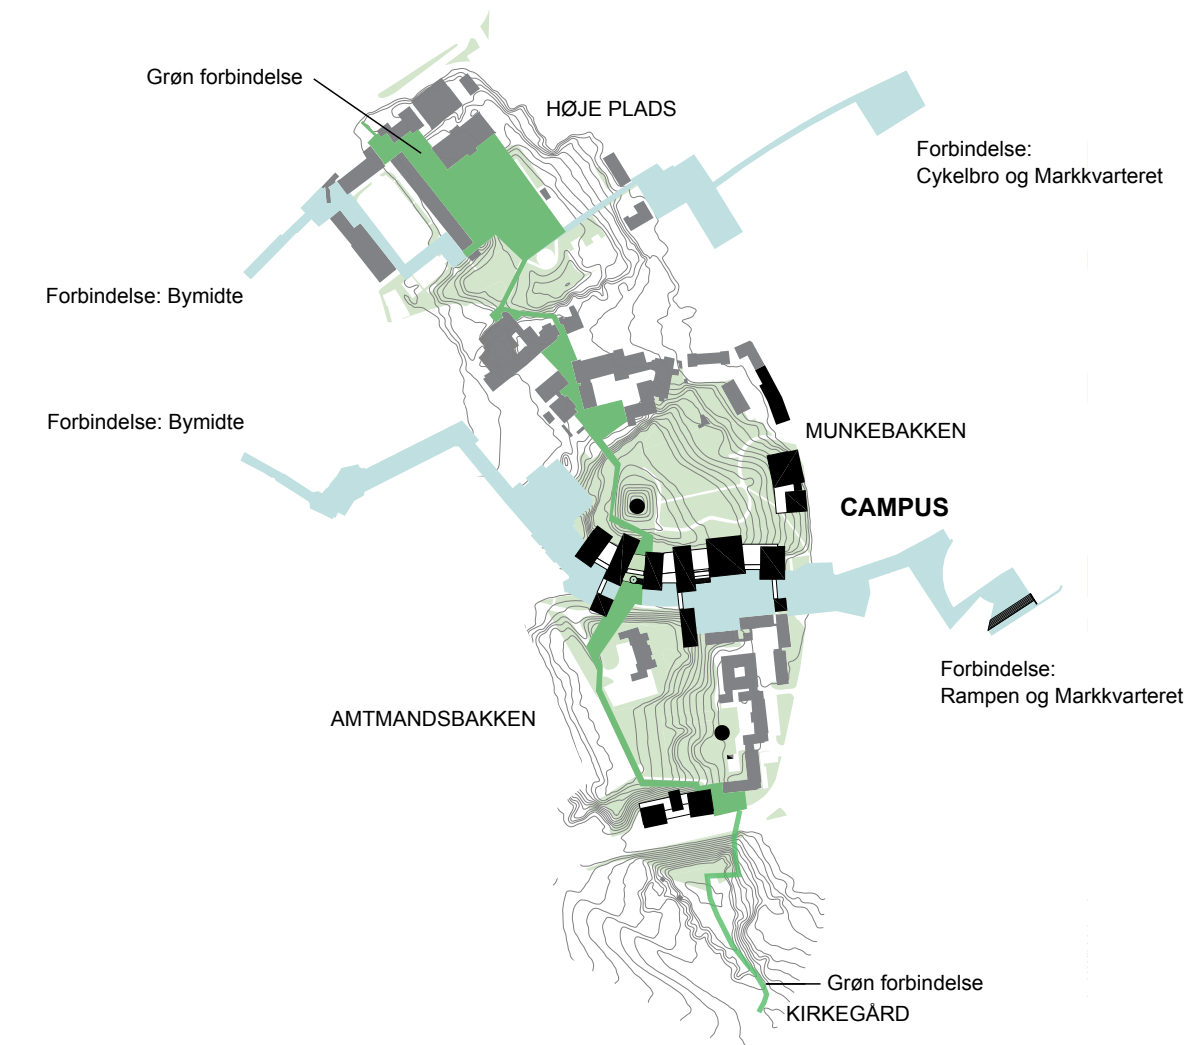 Grøn forbindelse
HØJE PLADS
Forbindelse:
Cykelbro og Markkvarteret
Forbindelse: Bymidte
Forbindelse: Bymidte
MUNKEBAKKEN
CAMPUS
Forbindelse:
Rampen og Markkvarteret
AMTMANDSBAKKEN
Grøn forbindelse
KIRKEGÅRD